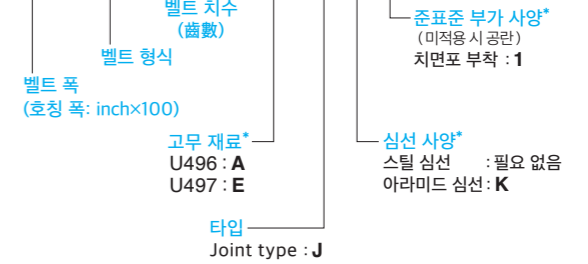 벨트 치수
(齒數)
준표준 부가 사양*
(미적용 시 공란)
치면포 부착 : 1
벨트 형식
벨트 폭
(호칭 폭: inch×100)
고무 재료*
U496 : A
U497 : E
심선 사양*
스틸 심선 : 필요 없음
아라미드 심선 : K
타입
Joint type : J